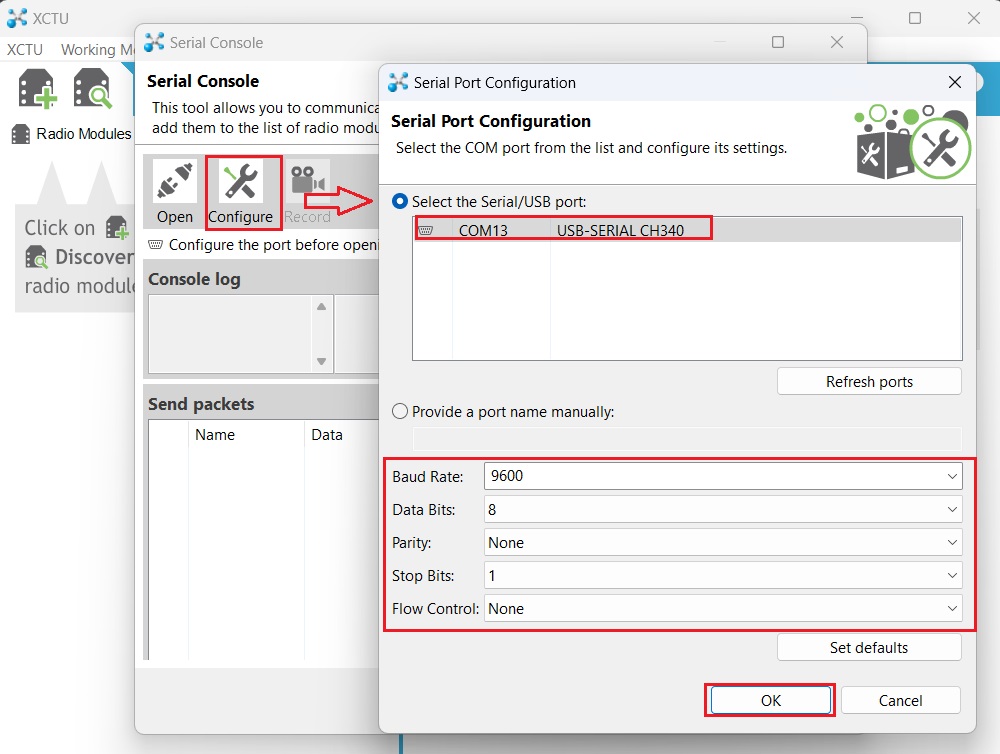 XCTU
XCTU Working
Radio Modules
Click on
Discover
radio module
Serial Console
Serial Console
This tool allows you to communica
add them to the list of radio modu
Open
Configure
Record
Configure the port before openi
Console log
Send packets
Name Data
Serial Port Configuration
Serial Port Configuration
Select the COM port from the list and configure its settings.
Select the Serial/USB port:
COM13 USB-SERIAL CH340
Refresh ports
Provide a port name manually:
Baud Rate: 9600
Data Bits: 8
Parity: None
Stop Bits: 1
Flow Control: None
Set defaults
OK Cancel